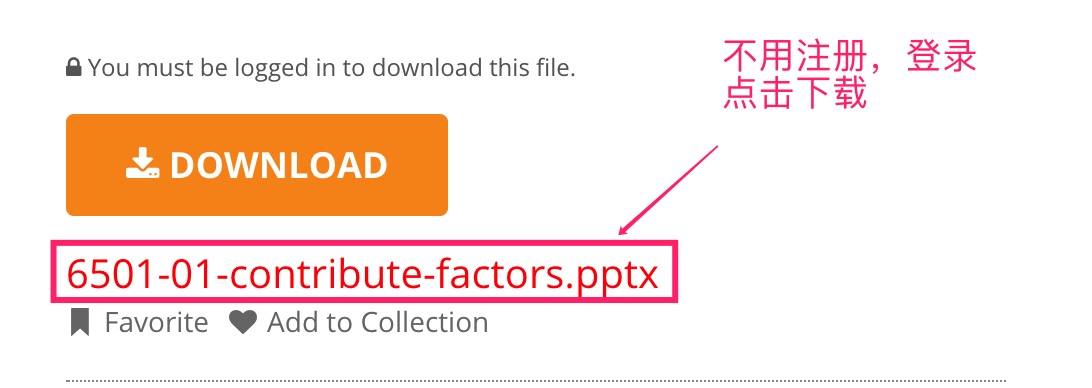 You must be logged in to download this file.
不用注册，登录
点击下载
DOWNLOAD
6501-01-contribute-factors.pptx
Favorite Add to Collection